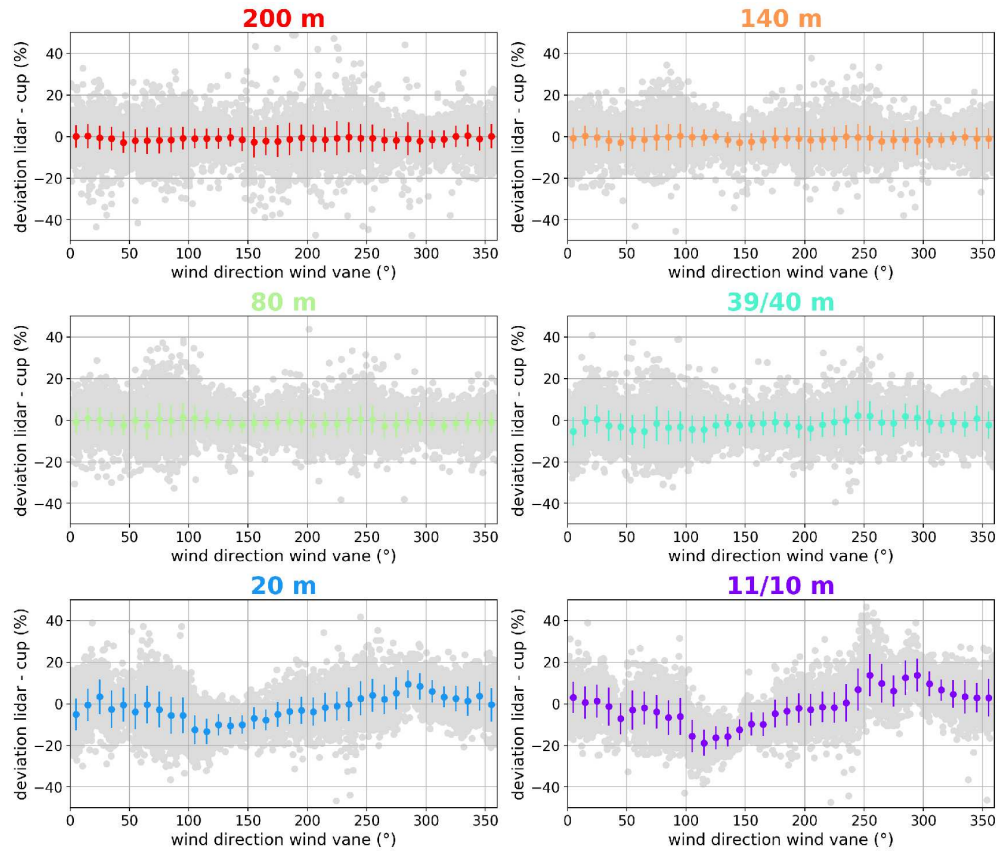 200 m
140 m
deviation lidar - cup (%)
40
20
0
−20
−40
0 50 100 150 200 250 300 350
wind direction wind vane (°)
deviation lidar - cup (%)
40
20
0
−20
−40
0 50 100 150 200 250 300 350
wind direction wind vane (°)
80 m
39/40 m
deviation lidar - cup (%)
40
20
0
−20
−40
0 50 100 150 200 250 300 350
wind direction wind vane (°)
deviation lidar - cup (%)
40
20
0
−20
−40
0 50 100 150 200 250 300 350
wind direction wind vane (°)
20 m
11/10 m
deviation lidar - cup (%)
40
20
0
−20
−40
0 50 100 150 200 250 300 350
wind direction wind vane (°)
deviation lidar - cup (%)
40
20
0
−20
−40
0 50 100 150 200 250 300 350
wind direction wind vane (°)